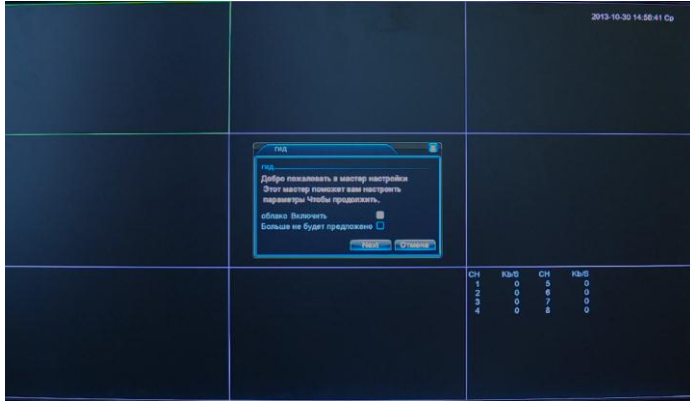 2013-10-30 14:56:41 Ср
гид
гид
Добро пожаловать в мастер настройки
Этот мастер поможет вам настроить
параметры Чтобы продолжить.
облако Включить
Больше не будет предложено
Next Отмена
CH Kb/S CH Kb/S
1 0 5 0
2 0 6 0
3 0 7 0
4 0 8 0